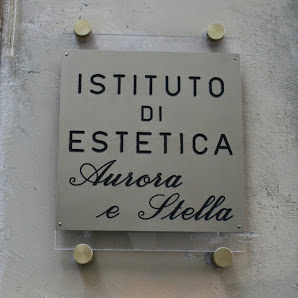 ISTITUTO
DI
ESTETICA
Aurora
e Stella